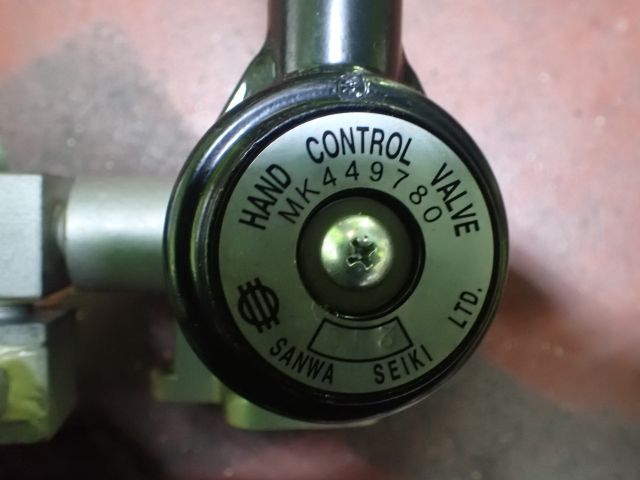 HAND CONTROL VALVE
MK449780
SANWA SEIKI LTD.